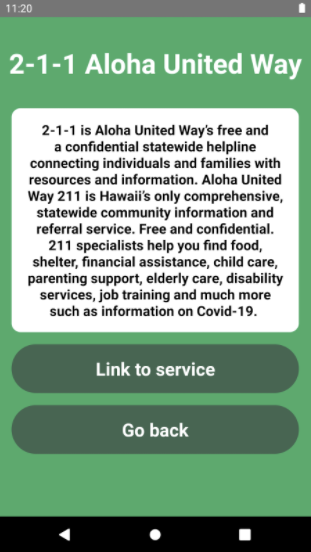 11:20
2-1-1 Aloha United Way
2-1-1 is Aloha United Way's free and
a confidential statewide helpline
connecting individuals and families with
resources and information. Aloha United
Way 211 is Hawaii's only comprehensive,
statewide community information and
referral service. Free and confidential.
211 specialists help you find food,
shelter, financial assistance, child care,
parenting support, elderly care, disability
services, job training and much more
such as information on Covid-19.
Link to service
Go back